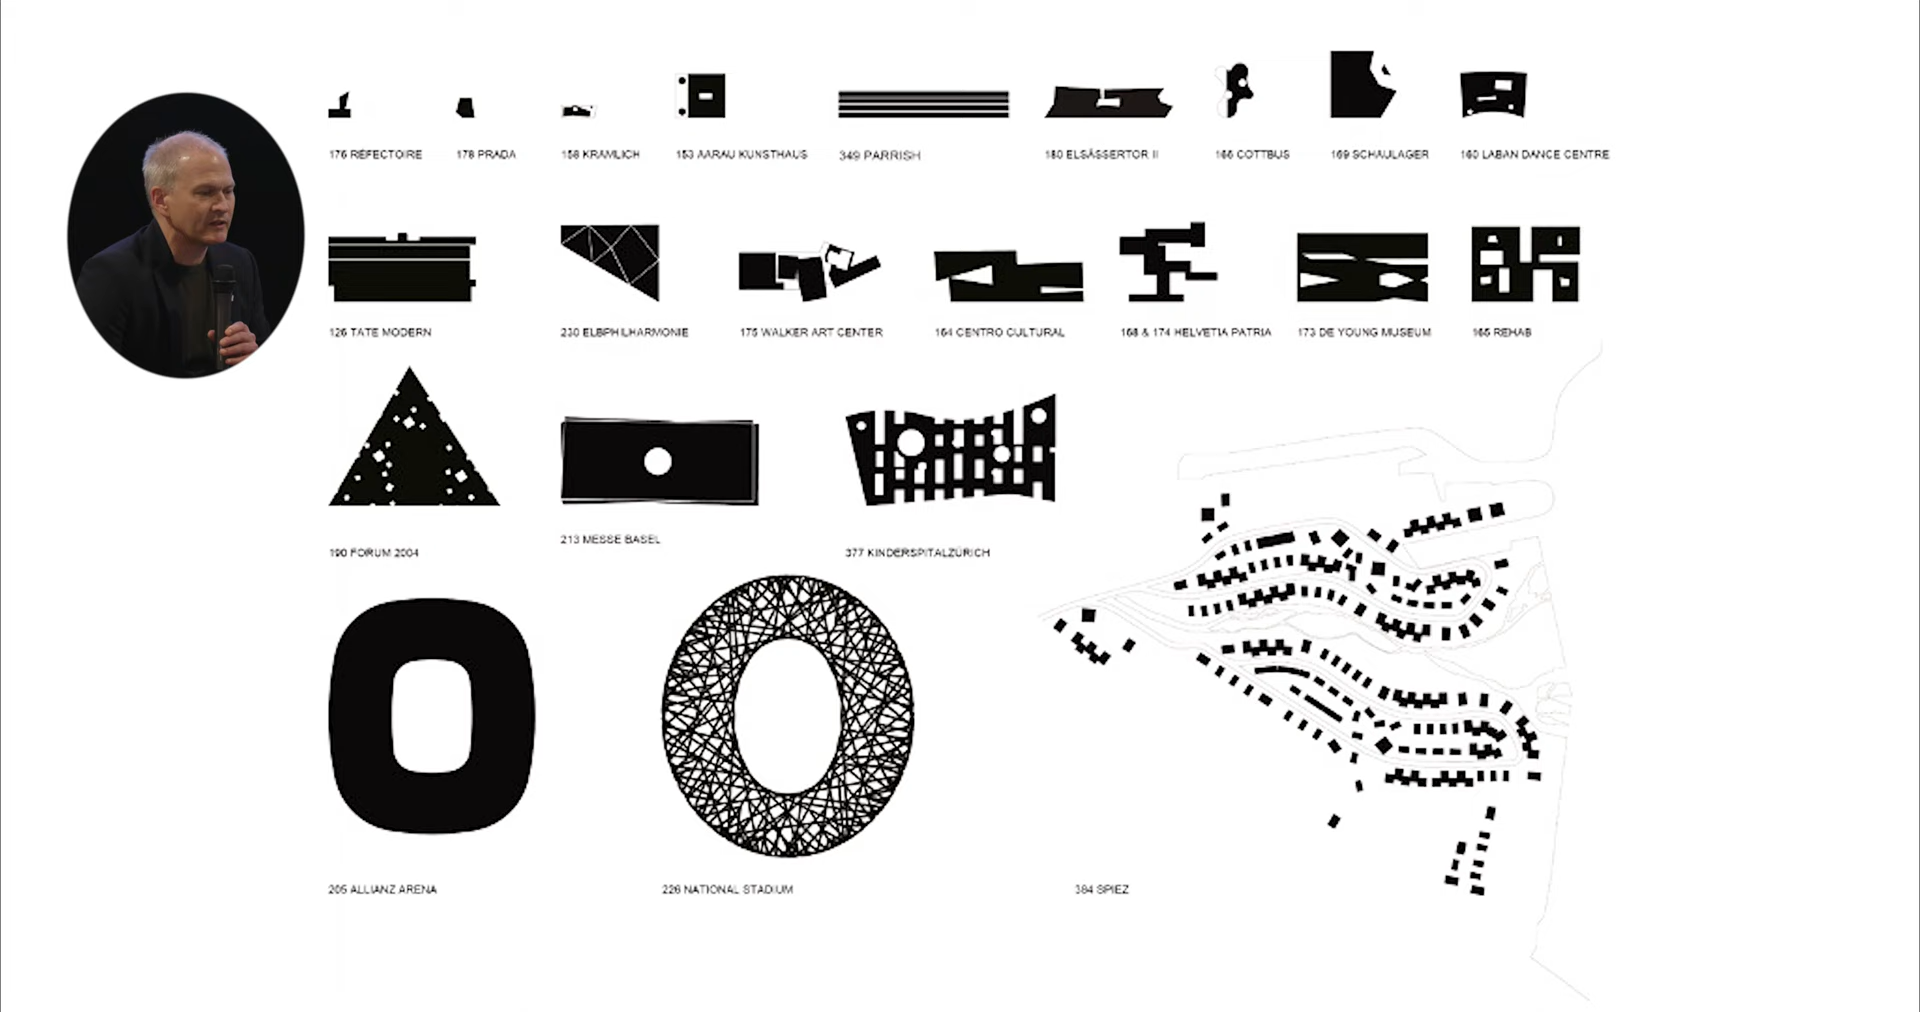 176 RÉFECTOIRE
178 PRADA
158 KRAMLICH
153 AARAU KUNSTHAUS
349 PARRISH
180 ELSÄSSERTOR II
166 COTTBUS
169 SCHAULAGER
160 LABAN DANCE CENTRE
126 TATE MODERN
230 ELBPHILHARMONIE
175 WALKER ART CENTER
164 CENTRO CULTURAL
168 & 174 HELVETIA PATRIA
173 DE YOUNG MUSEUM
165 REHAB
190 FORUM 2004
213 MESSE BASEL
377 KINDERSPITALZÜRICH
205 ALLIANZ ARENA
226 NATIONAL STADIUM
384 SPIEZ